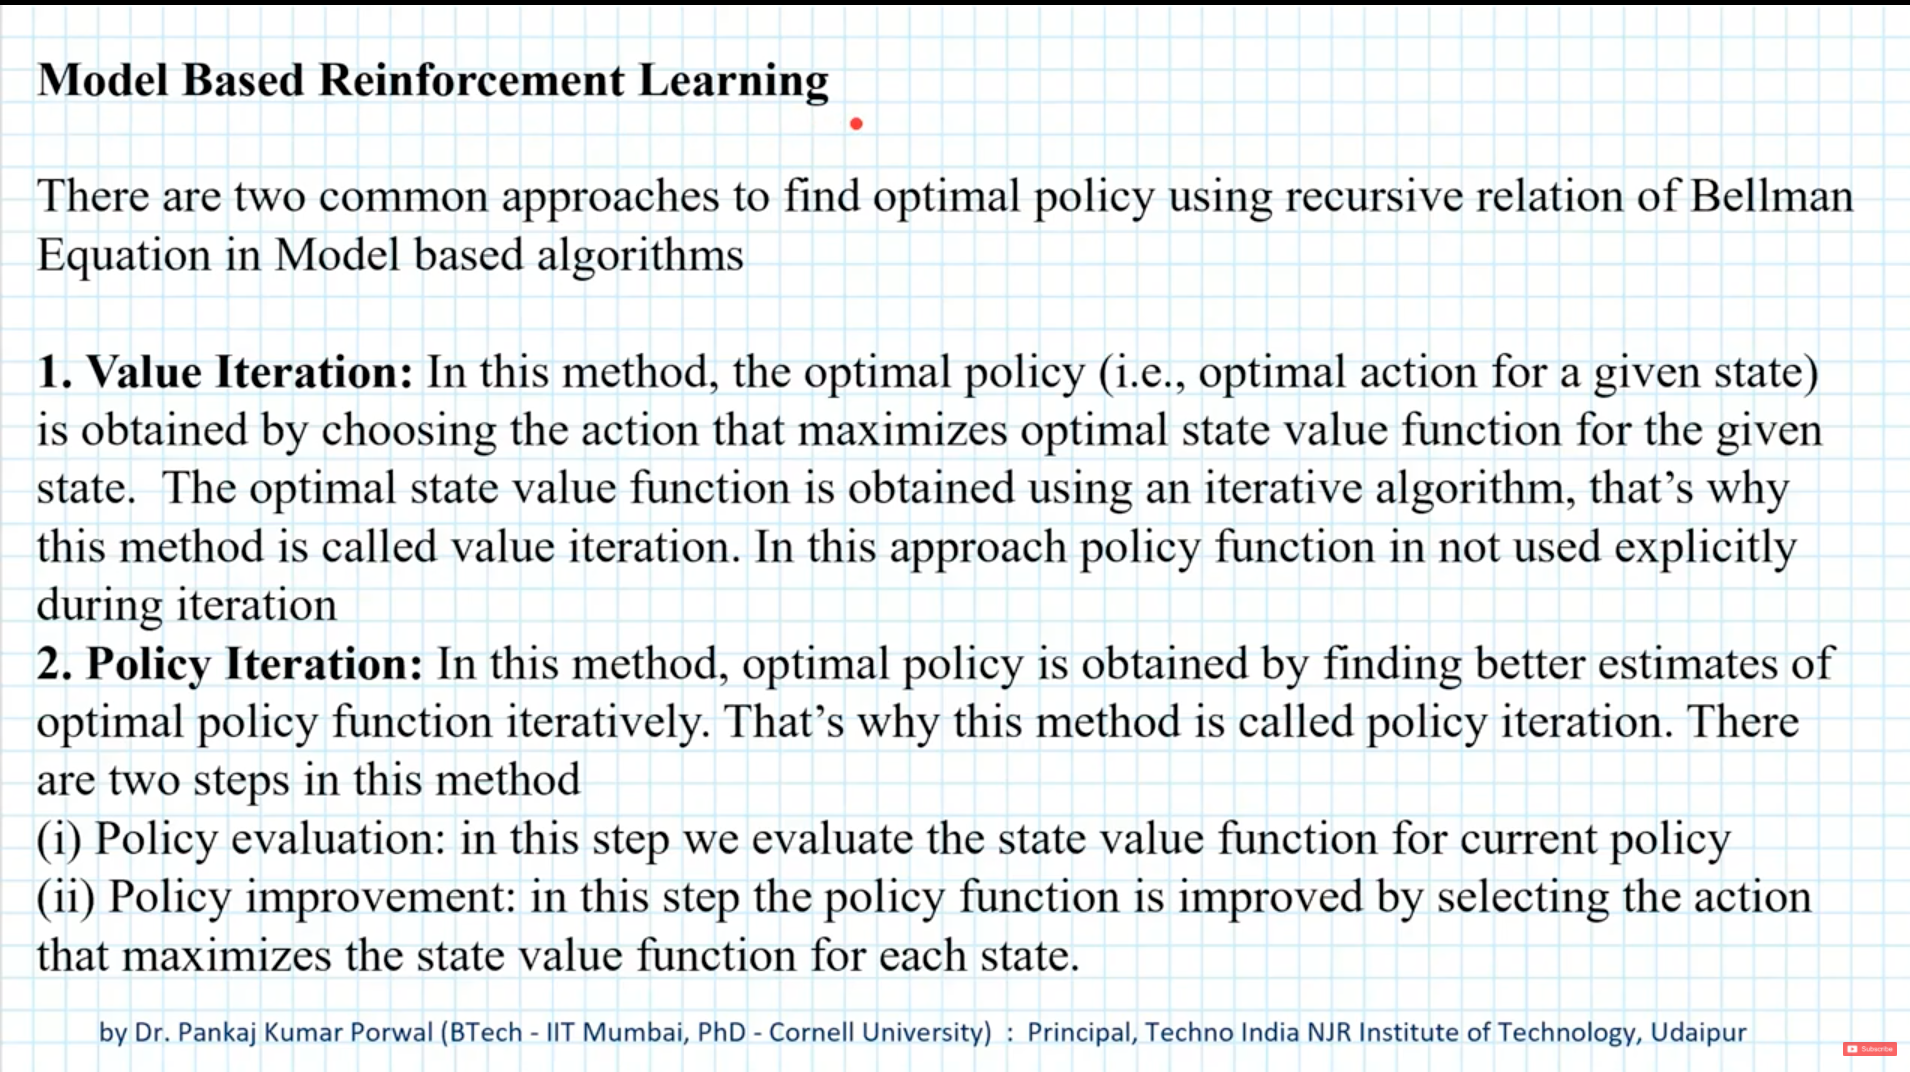 Model Based Reinforcement Learning
There are two common approaches to find optimal policy using recursive relation of Bellman
Equation in Model based algorithms
1. Value Iteration: In this method, the optimal policy (i.e., optimal action for a given state)
is obtained by choosing the action that maximizes optimal state value function for the given
state.  The optimal state value function is obtained using an iterative algorithm, that’s why
this method is called value iteration. In this approach policy function in not used explicitly
during iteration
2. Policy Iteration: In this method, optimal policy is obtained by finding better estimates of
optimal policy function iteratively. That’s why this method is called policy iteration. There
are two steps in this method
(i) Policy evaluation: in this step we evaluate the state value function for current policy
(ii) Policy improvement: in this step the policy function is improved by selecting the action
that maximizes the state value function for each state.
by Dr. Pankaj Kumar Porwal (BTech - IIT Mumbai, PhD - Cornell University)  :  Principal, Techno India NJR Institute of Technology, Udaipur
Subscribe